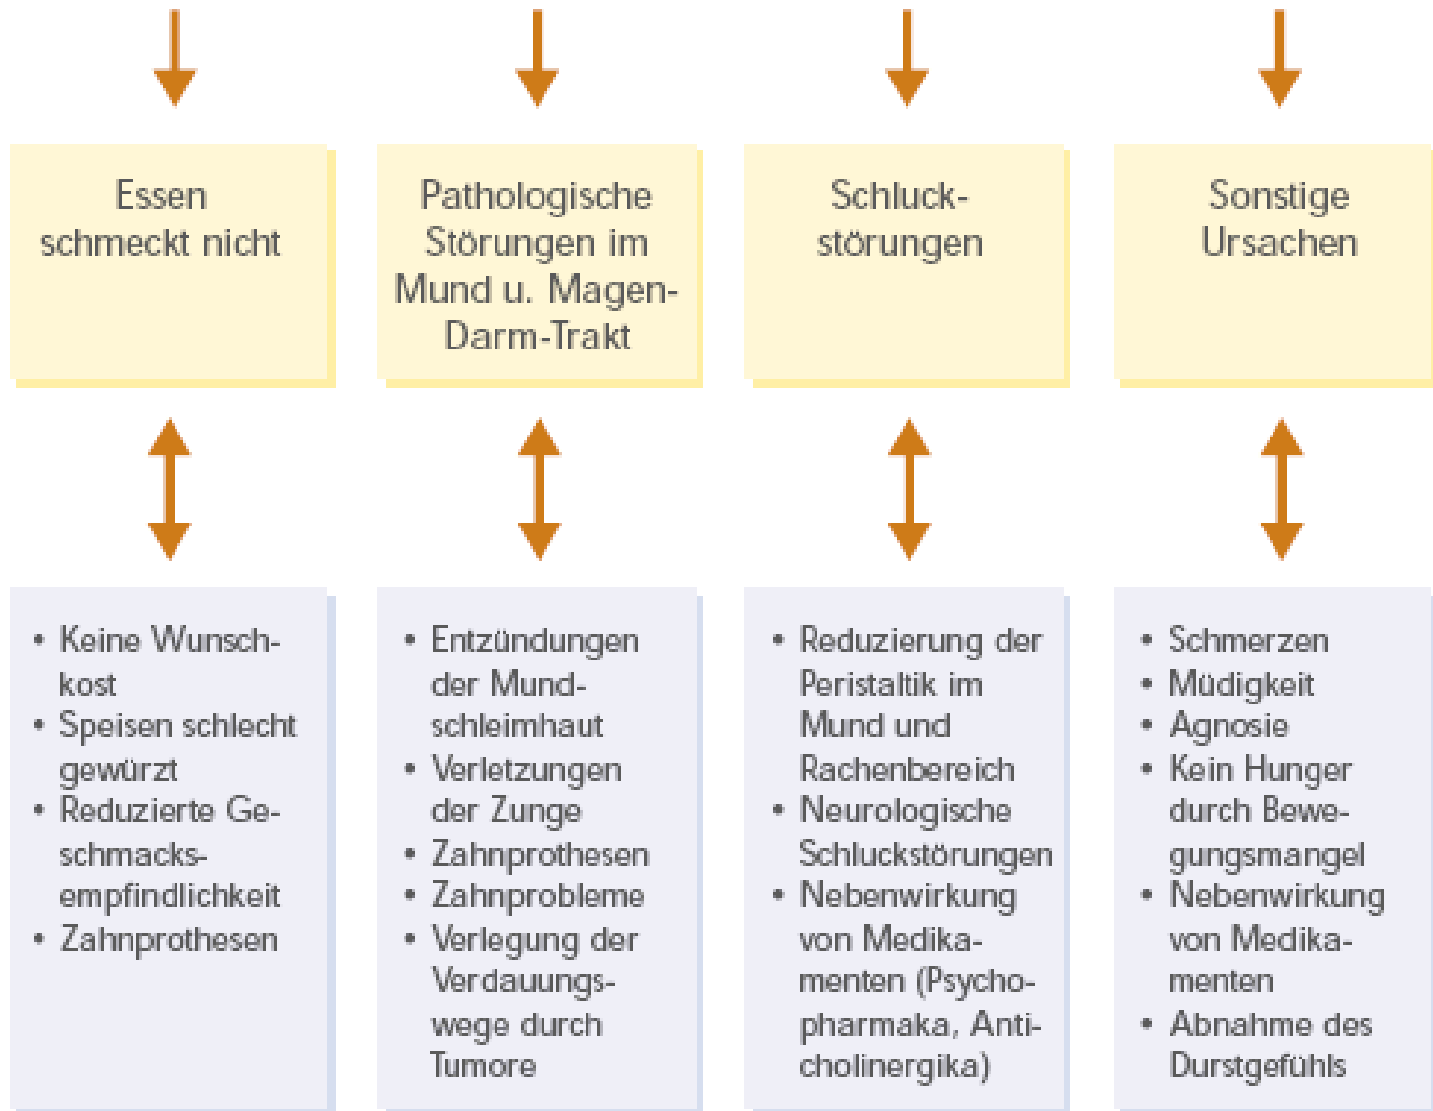 Essen
schmeckt nicht
Pathologische
Störungen im
Mund u. Magen-
Darm-Trakt
Schluck-
störungen
Sonstige
Ursachen
• Keine Wunsch-
kost
• Speisen schlecht
gewürzt
• Reduzierte Ge-
schmacks-
empfindlichkeit
• Zahnprothesen
• Entzündungen
der Mund-
schleimhaut
• Verletzungen
der Zunge
• Zahnprothesen
• Zahnprobleme
• Verlegung der
Verdauungs-
wege durch
Tumore
• Reduzierung der
Peristaltik im
Mund und
Rachenbereich
• Neurologische
Schluckstörungen
• Nebenwirkung
von Medika-
menten (Psycho-
pharmaka, Anti-
cholinergika)
• Schmerzen
• Müdigkeit
• Agnosie
• Kein Hunger
durch Bewe-
gungsmangel
• Nebenwirkung
von Medika-
menten
• Abnahme des
Durstgefühls